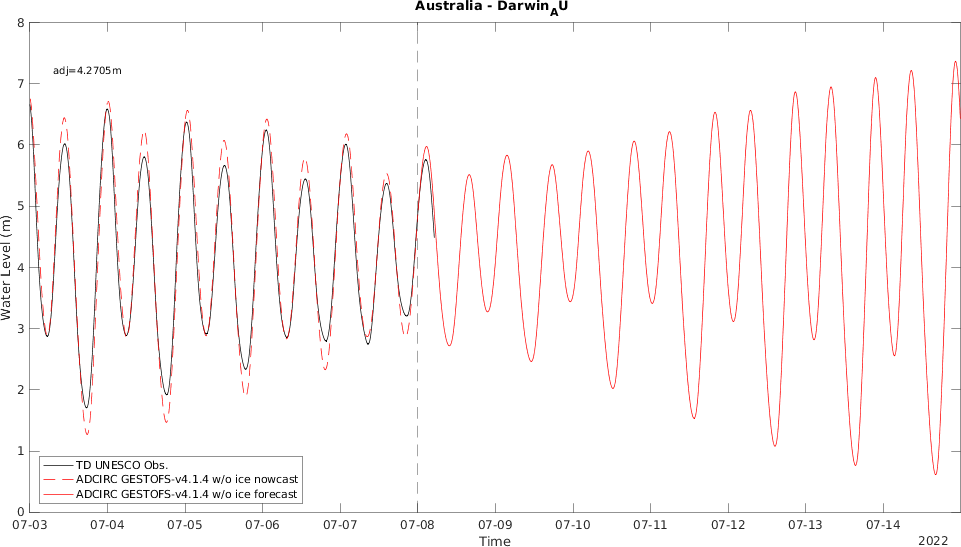 Australia - Darwin_AU
8
adj=4.2705m
7
6
5
4
3
2
1
0
Water Level (m)
TD UNESCO Obs.
ADCIRC GESTOFS-v4.1.4 w/o ice nowcast
ADCIRC GESTOFS-v4.1.4 w/o ice forecast
07-03 07-04 07-05 07-06 07-07 07-08 07-09 07-10 07-11 07-12 07-13 07-14
Time
2022